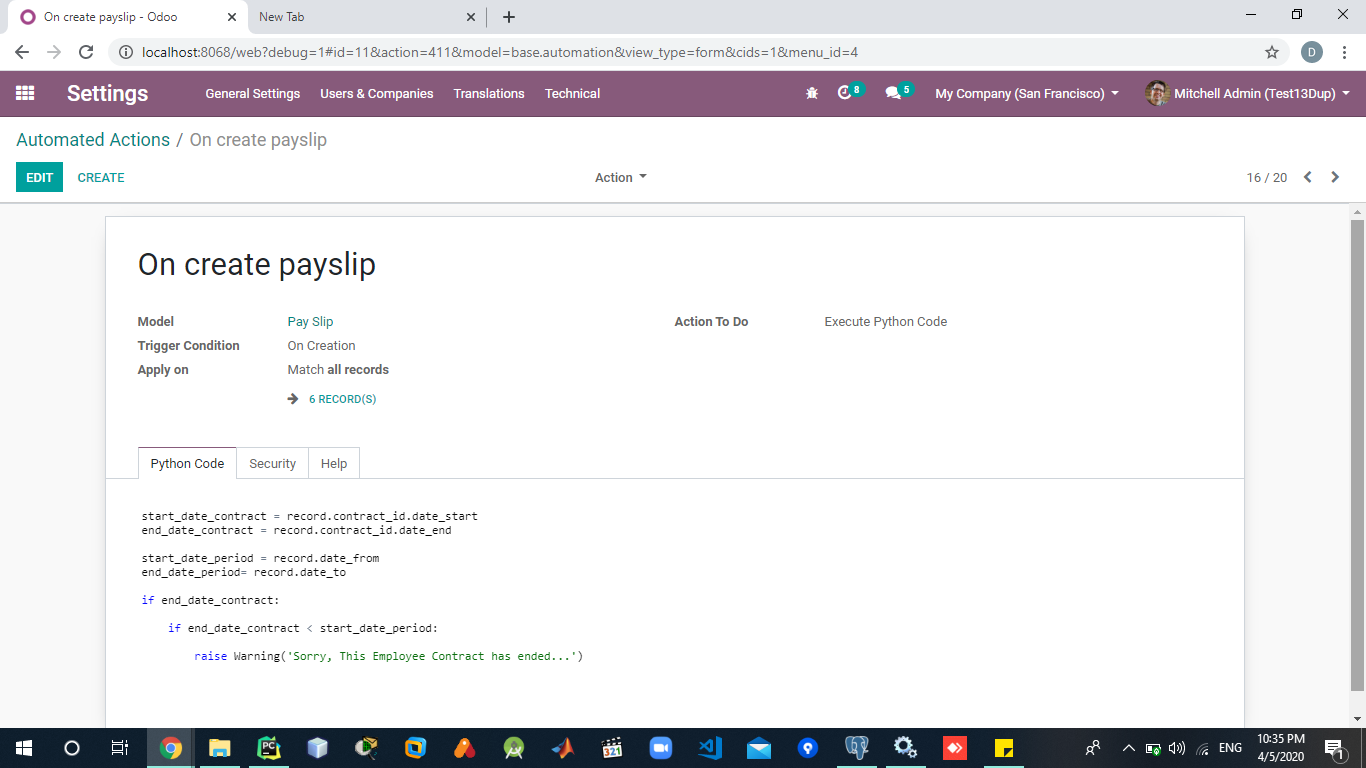 On create payslip - Odoo
New Tab
localhost:8068/web?debug=1#id=11&action=411&model=base.automation&view_type=form&cids=1&menu_id=4
D
Settings
General Settings
Users & Companies
Translations
Technical
8
5
My Company (San Francisco)
Mitchell Admin (Test13Dup)
Automated Actions / On create payslip
EDIT
CREATE
Action
16 / 20
On create payslip
Model
Pay Slip
Action To Do
Execute Python Code
Trigger Condition
On Creation
Apply on
Match all records
6 RECORD(S)
Python Code
Security
Help
start_date_contract = record.contract_id.date_start
end_date_contract = record.contract_id.date_end
start_date_period = record.date_from
end_date_period= record.date_to
if end_date_contract:
if end_date_contract < start_date_period:
raise Warning('Sorry, This Employee Contract has ended...')
PC
321
ENG
10:35 PM
4/5/2020
1